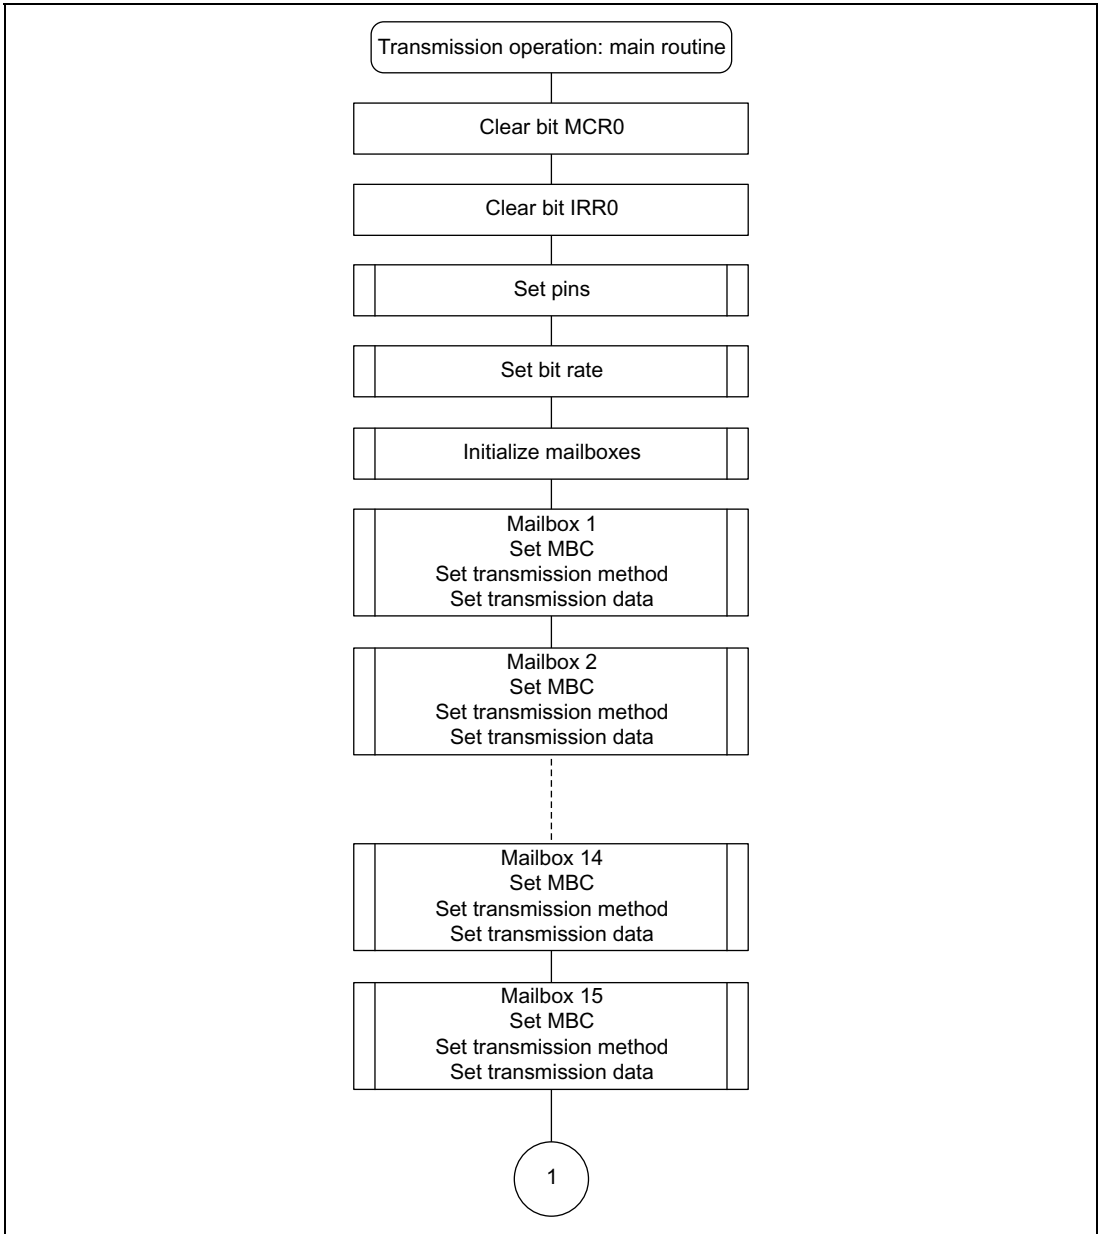 Transmission operation: main routine
Clear bit MCR0
Clear bit IRR0
Set pins
Set bit rate
Initialize mailboxes
Mailbox 1
Set MBC
Set transmission method
Set transmission data
Mailbox 2
Set MBC
Set transmission method
Set transmission data
Mailbox 14
Set MBC
Set transmission method
Set transmission data
Mailbox 15
Set MBC
Set transmission method
Set transmission data
1